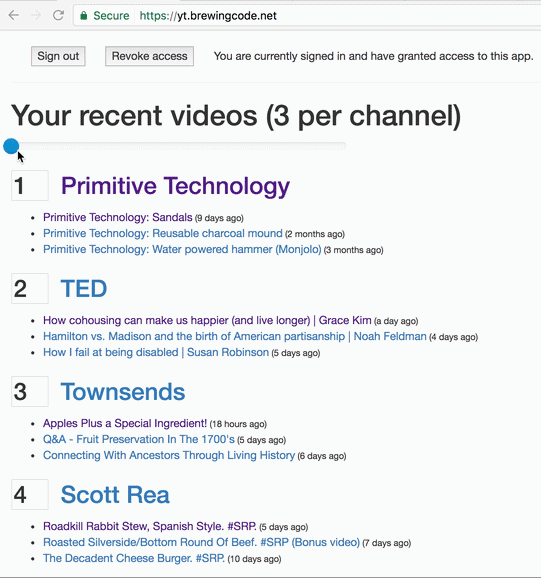 Secure https://yt.brewingcode.net
Sign out Revoke access You are currently signed in and have granted access to this app.
Your recent videos (3 per channel)
1 Primitive Technology
Primitive Technology: Sandals (9 days ago)
Primitive Technology: Reusable charcoal mound (2 months ago)
Primitive Technology: Water powered hammer (Monjolo) (3 months ago)
2 TED
How cohousing can make us happier (and live longer) | Grace Kim (a day ago)
Hamilton vs. Madison and the birth of American partisanship | Noah Feldman (4 days ago)
How I fail at being disabled | Susan Robinson (5 days ago)
3 Townsends
Apples Plus a Special Ingredient! (18 hours ago)
Q&A - Fruit Preservation In The 1700's (5 days ago)
Connecting With Ancestors Through Living History (6 days ago)
4 Scott Rea
Roadkill Rabbit Stew, Spanish Style. #SRP. (5 days ago)
Roasted Silverside/Bottom Round Of Beef. #SRP (Bonus video) (7 days ago)
The Decadent Cheese Burger. #SRP. (10 days ago)